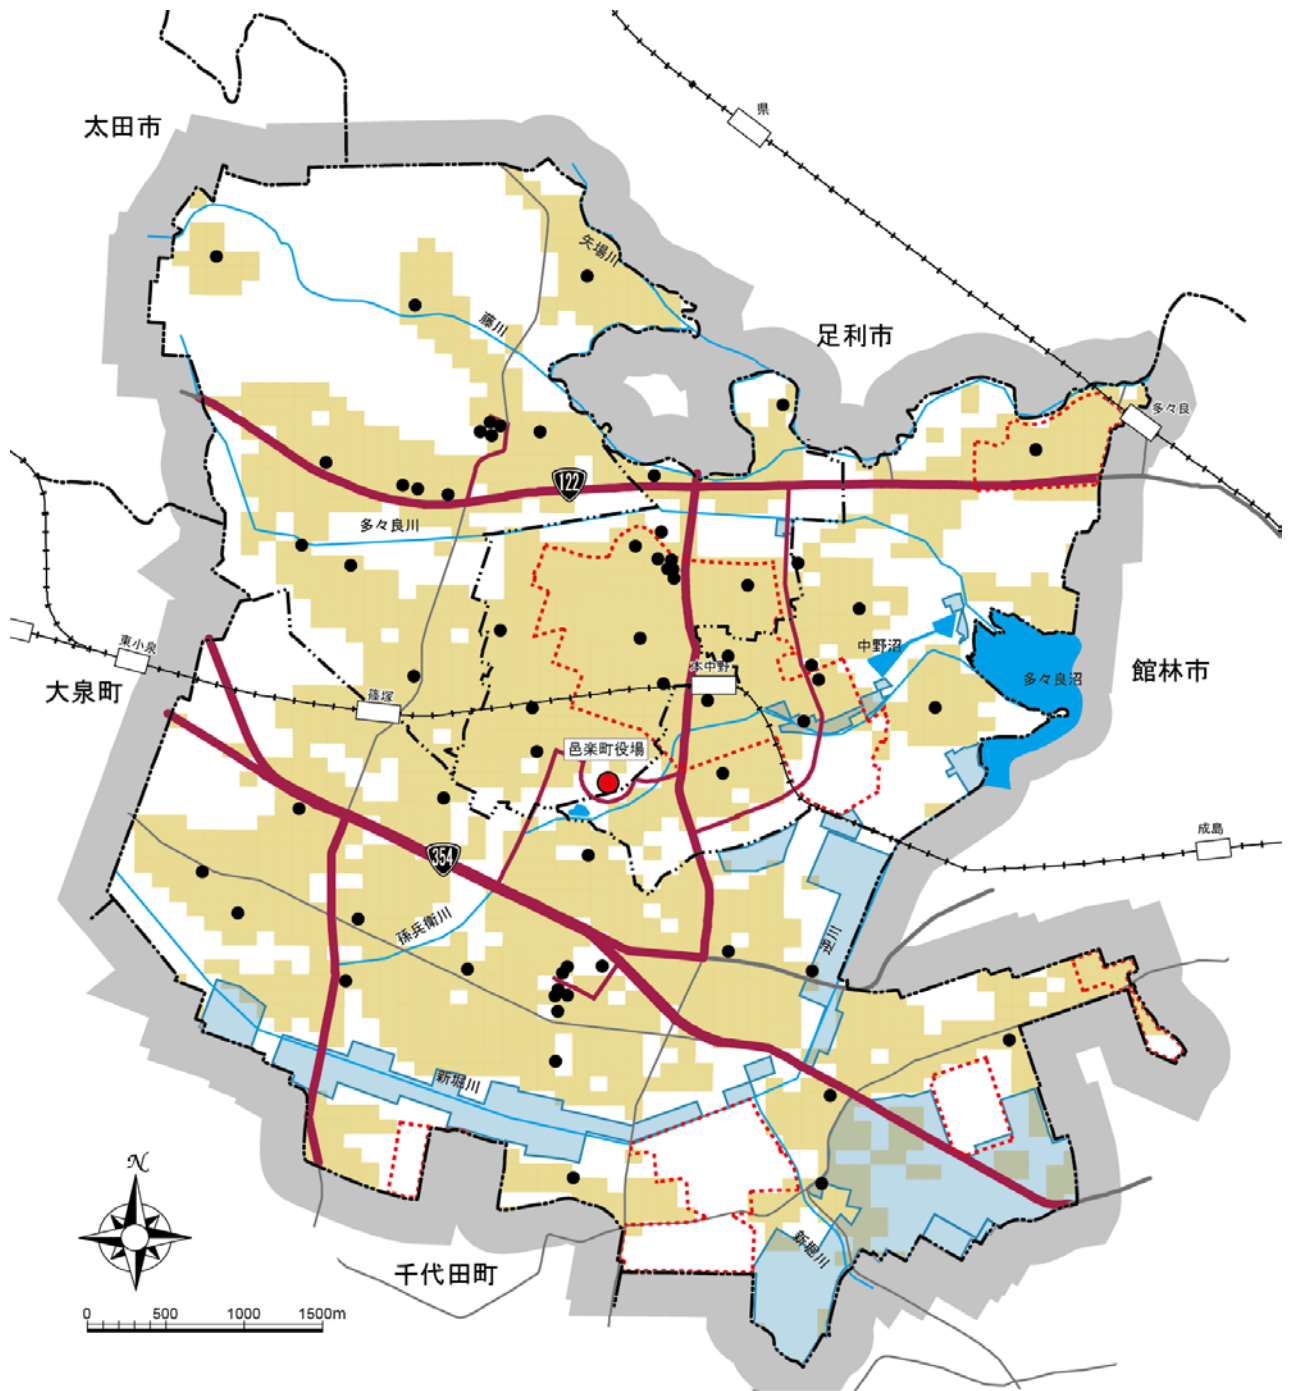 県
太田市
矢場川
藤川
足利市
多々良
122
多々良川
東小泉
大泉町
篠塚
本中野
中野沼
多々良沼
館林市
邑楽町役場
成島
354
孫兵衛川
逆川
新堀川
N
新堀川
千代田町
0 500 1000 1500m